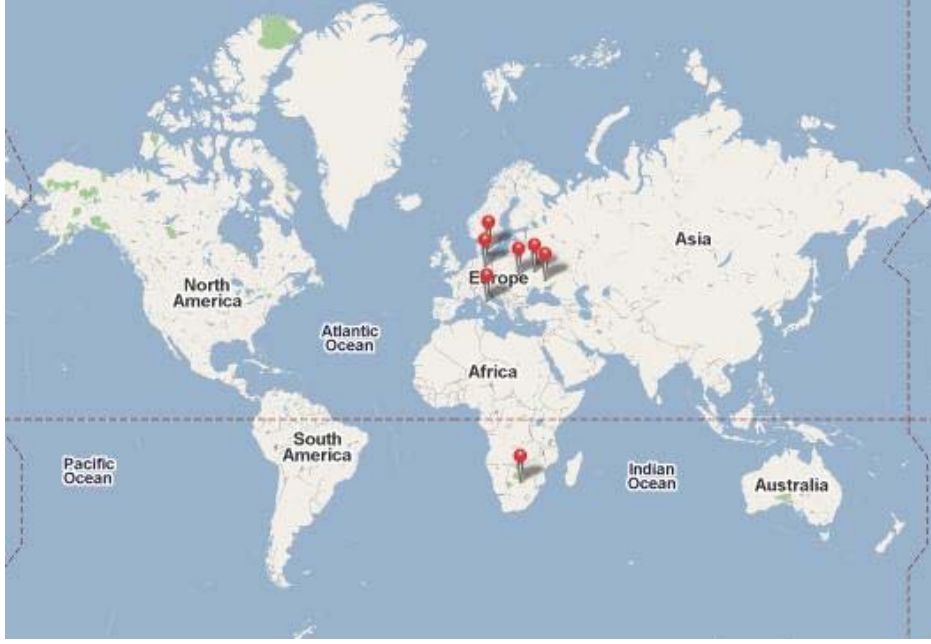 Asia
Europe
North
America
Atlantic
Ocean
Africa
South
America
Pacific
Ocean
Indian
Ocean
Australia